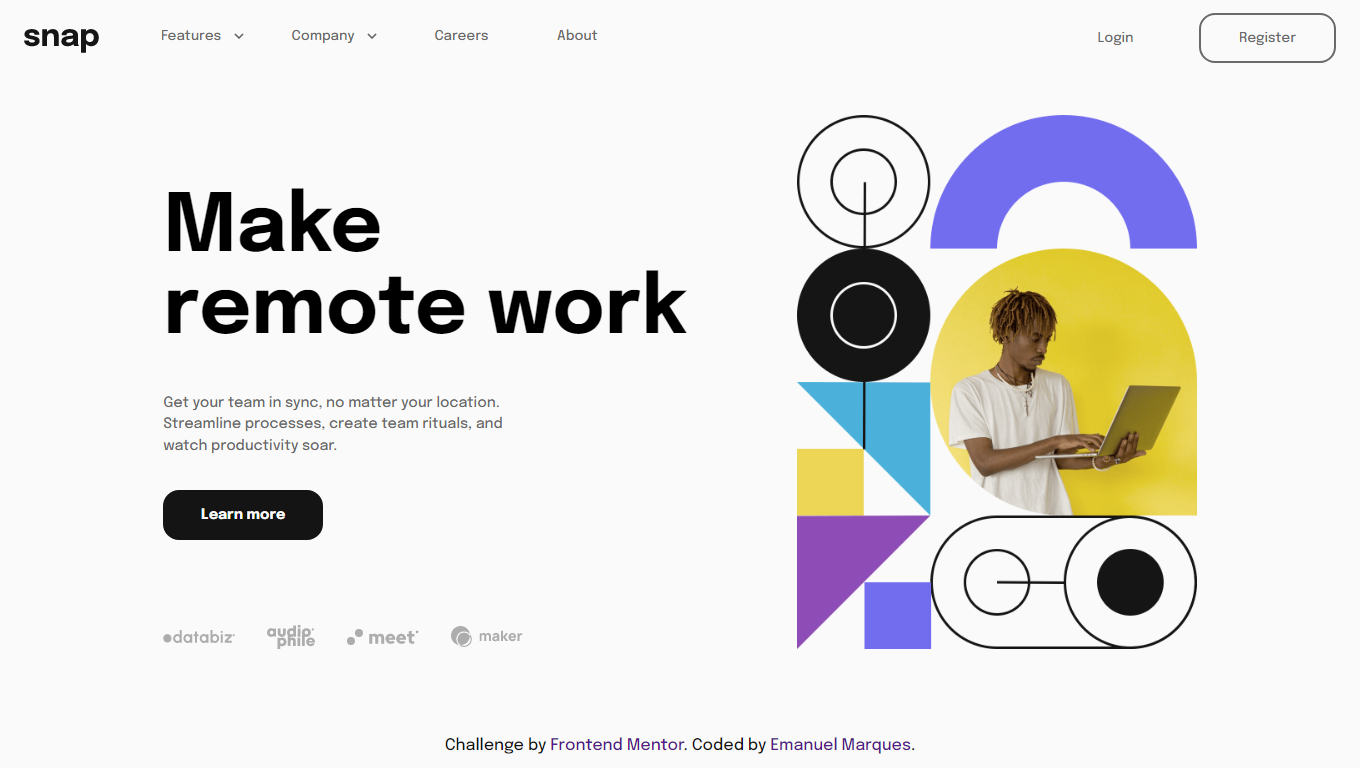 snap
Features
Company
Careers
About
Login
Register
Make
remote work
Get your team in sync, no matter your location.
Streamline processes, create team rituals, and
watch productivity soar.
Learn more
databiz
audiophile
meet
maker
Challenge by Frontend Mentor. Coded by Emanuel Marques.